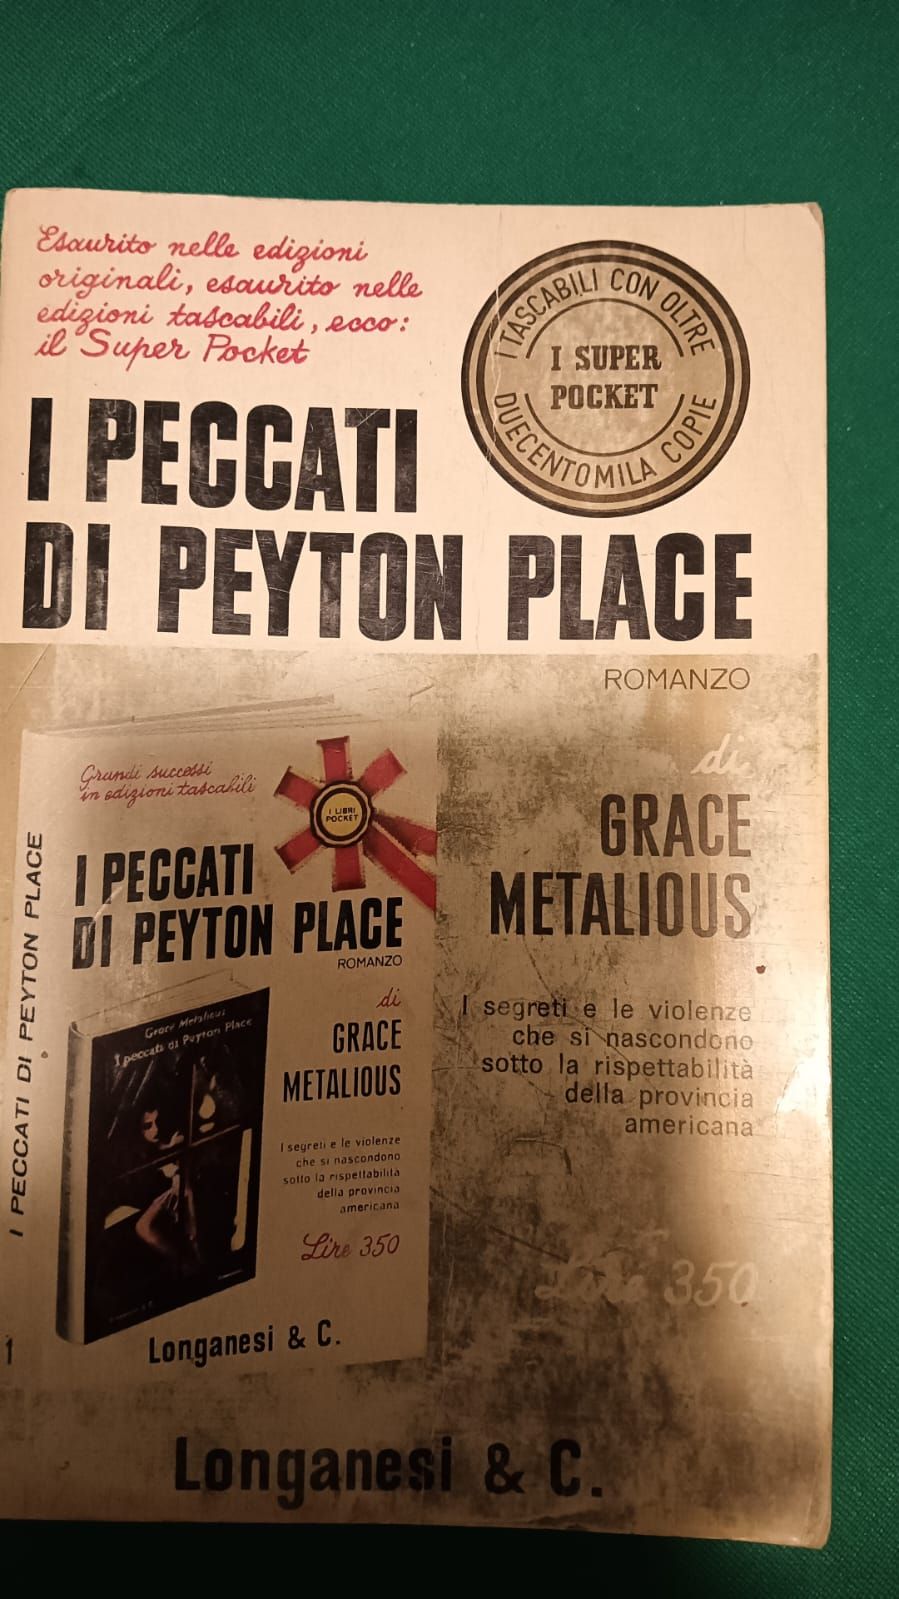 Esaurito nelle edizioni
originali, esaurito nelle
edizioni tascabili, ecco:
il Super Pocket
I TASCABILI CON OLTRE
I SUPER
POCKET
DUECENTOMILA COPIE
I PECCATI
DI PEYTON PLACE
ROMANZO
di
GRACE
METALIOUS
I segreti e le violenze
che si nascondono
sotto la rispettabilità
della provincia
americana
Lire 350
I PECCATI DI PEYTON PLACE
1
Grandi successi
in edizioni tascabili
I LIBRI
POCKET
I PECCATI
DI PEYTON PLACE
ROMANZO
di
GRACE
METALIOUS
Grace Metalious
I peccati di Peyton Place
I segreti e le violenze
che si nascondono
sotto la rispettabilità
della provincia
americana
Lire 350
Longanesi & C.
Longanesi & C.